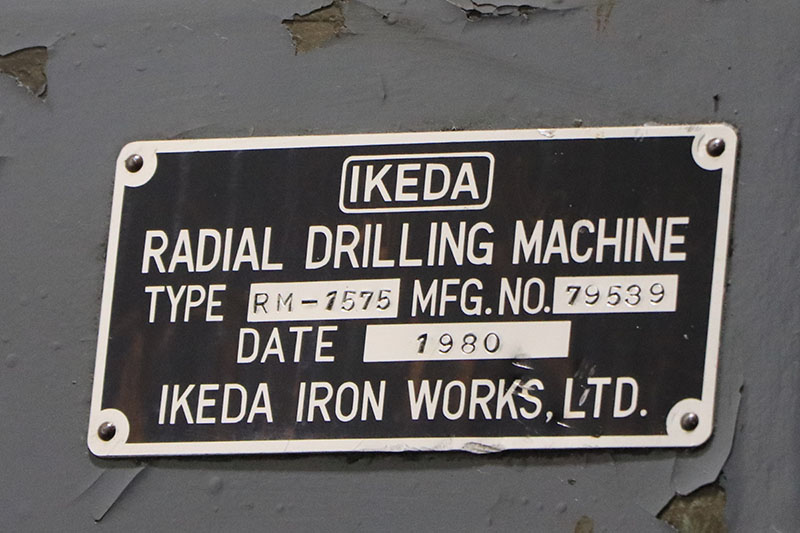 IKEDA
RADIAL DRILLING MACHINE
TYPE RM-1575 MFG.NO. 79539
DATE 1980
IKEDA IRON WORKS, LTD.